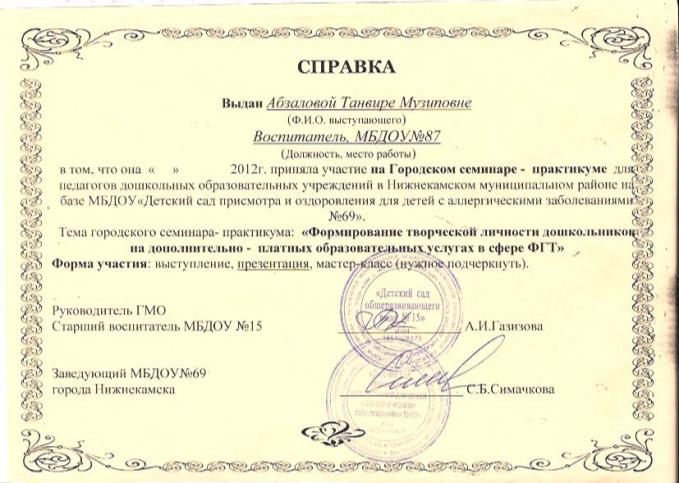 СПРАВКА
Выдан Абзаловой Танвире Музиповне
(Ф.И.О. выступающего)
Воспитатель, МБДОУ№87
(Должность, место работы)
в том, что она « » 2012г. приняла участие на Городском семинаре - практикуме для
педагогов дошкольных образовательных учреждений в Нижнекамском муниципальном районе на
базе МБДОУ«Детский сад присмотра и оздоровления для детей с аллергическими заболеваниями
№69».
Тема городского семинара- практикума: «Формирование творческой личности дошкольников
на дополнительно - платных образовательных услугах в сфере ФГТ»
Форма участия: выступление, презентация, мастер-класс (нужное подчеркнуть).
«Детский сад
общеразвивающего
№ 15»
Руководитель ГМО
Старший воспитатель МБДОУ №15 А.И.Газизова
Заведующий МБДОУ№69
города Нижнекамска С.Б.Симачкова